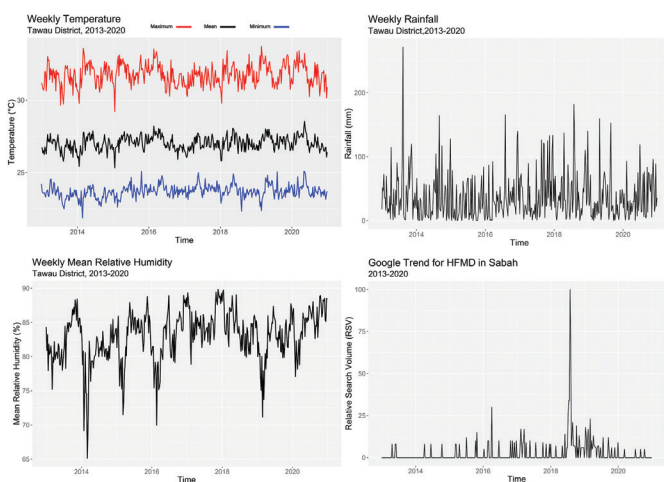 Weekly Temperature
Tawau District, 2013-2020
Maximum Mean Minimum
Temperature (°C)
32
25
2014 2016 2018 2020
Time
Weekly Rainfall
Tawau District,2013-2020
Rainfall (mm)
200
100
0
2014 2016 2018 2020
Time
Weekly Mean Relative Humidity
Tawau District, 2013-2020
Mean Relative Humidity (%)
90
85
80
75
70
65
2014 2016 2018 2020
Time
Google Trend for HFMD in Sabah
2013-2020
Relative Search Volume (RSV)
100
75
50
25
0
2014 2016 2018 2020
Time